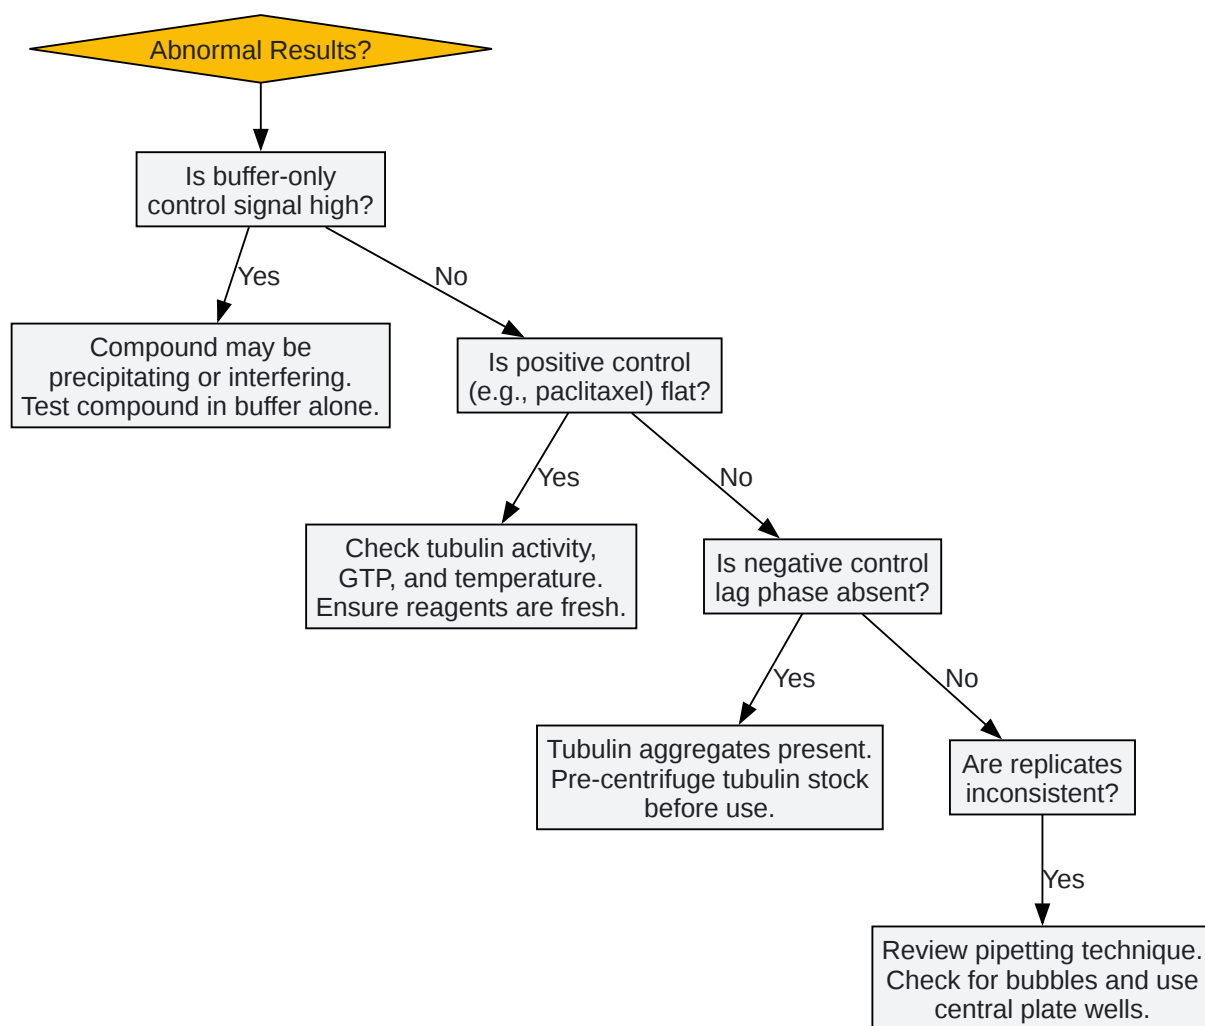 Abnormal Results?
Is buffer-only
control signal high?
Yes
No
Compound may be
precipitating or interfering.
Test compound in buffer alone.
Is positive control
(e.g., paclitaxel) flat?
Yes
No
Check tubulin activity,
GTP, and temperature.
Ensure reagents are fresh.
Is negative control
lag phase absent?
Yes
No
Tubulin aggregates present.
Pre-centrifuge tubulin stock
before use.
Are replicates
inconsistent?
Yes
Review pipetting technique.
Check for bubbles and use
central plate wells.